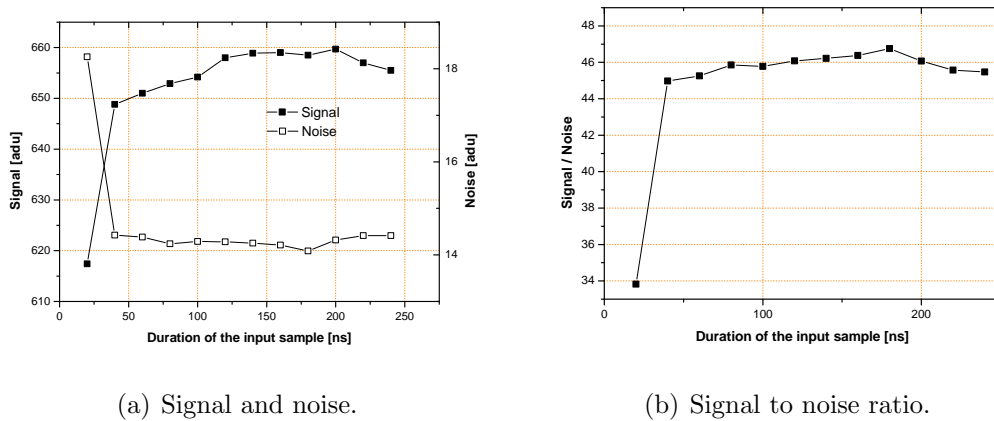 660
650
640
630
620
610
Signal [adu]
18
16
14
Noise [adu]
Signal
Noise
0 50 100 150 200 250
Duration of the input sample [ns]
(a) Signal and noise.
48
46
44
42
40
38
36
34
Signal / Noise
0 100 200
Duration of the input sample [ns]
(b) Signal to noise ratio.